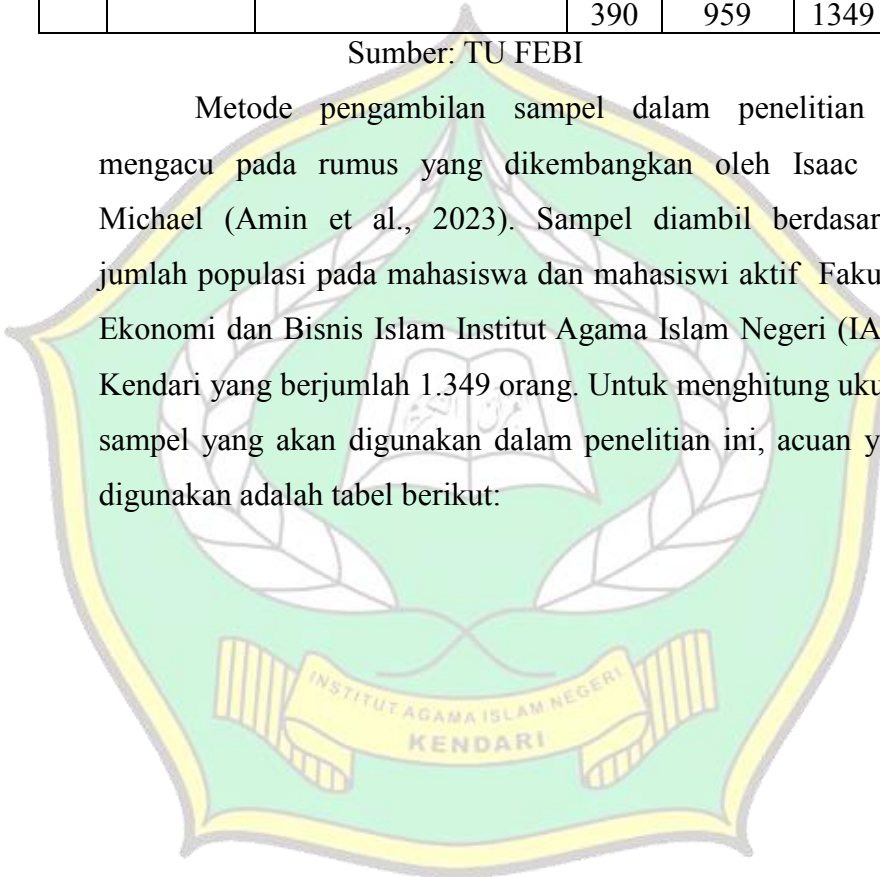 390 959 1349
Sumber: TU FEBI
Metode pengambilan sampel dalam penelitian
mengacu pada rumus yang dikembangkan oleh Isaac
Michael (Amin et al., 2023). Sampel diambil berdasar
jumlah populasi pada mahasiswa dan mahasiswi aktif Faku
Ekonomi dan Bisnis Islam Institut Agama Islam Negeri (IA
Kendari yang berjumlah 1.349 orang. Untuk menghitung uku
sampel yang akan digunakan dalam penelitian ini, acuan y
digunakan adalah tabel berikut:
INSTITUT AGAMA ISLAM NEGERI
KENDARI